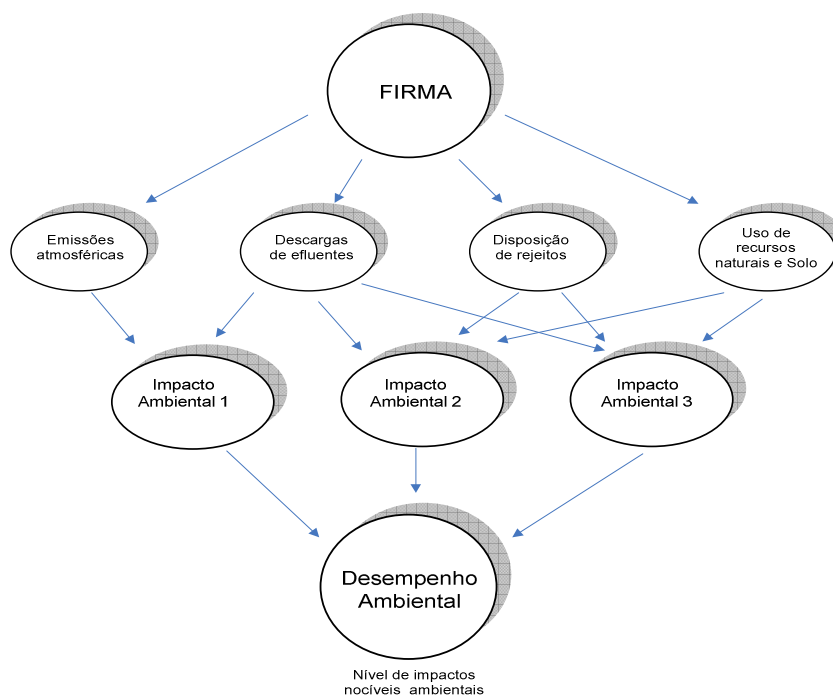 FIRMA
Emissões
atmosféricas
Descargas
de efluentes
Disposição
de rejeitos
Uso de
recursos
naturais e Solo
Impacto
Ambiental 1
Impacto
Ambiental 2
Impacto
Ambiental 3
Desempenho
Ambiental
Nível de impactos
nocíveis ambientais